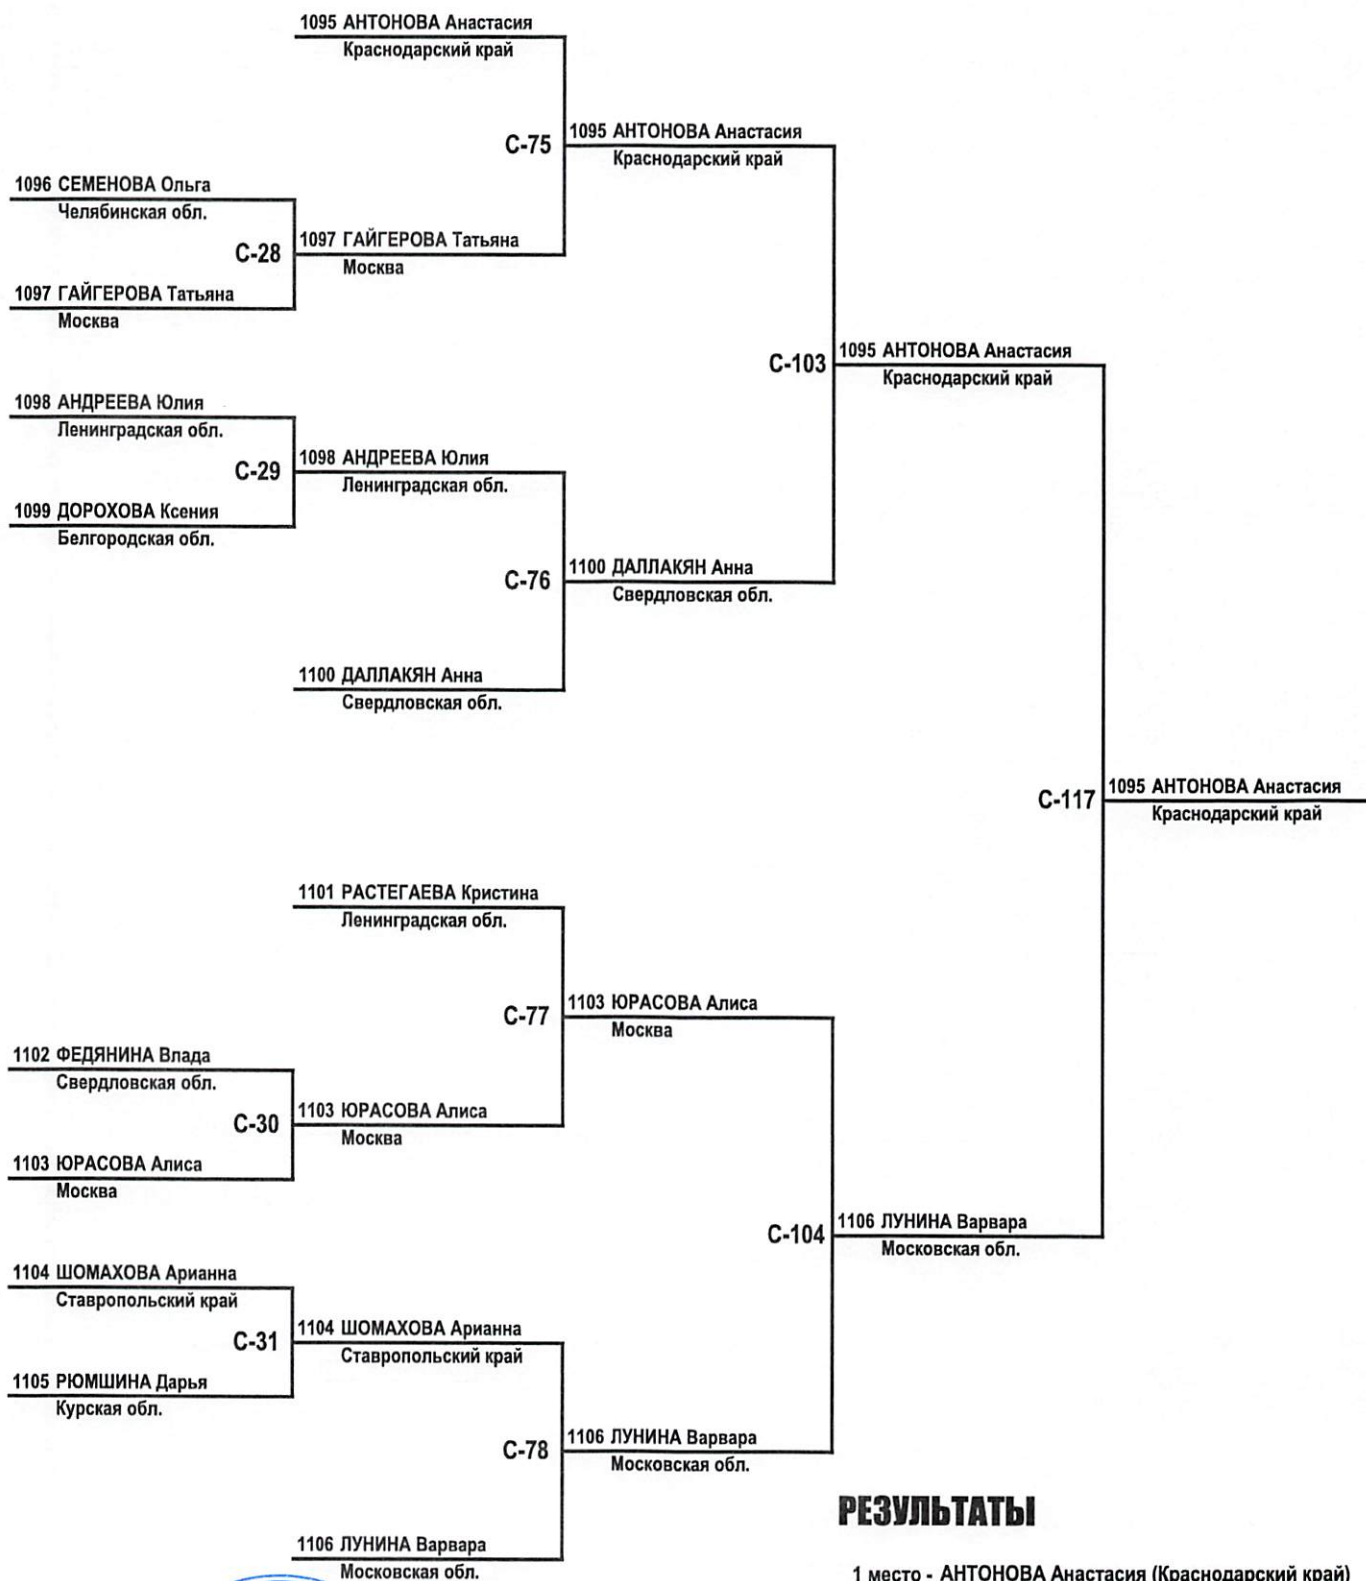 1095 АНТОНОВА Анастасия
Краснодарский край
С-75
1095 АНТОНОВА Анастасия
Краснодарский край
1096 СЕМЕНОВА Ольга
Челябинская обл.
С-28
1097 ГАЙГЕРОВА Татьяна
Москва
1097 ГАЙГЕРОВА Татьяна
Москва
С-103
1095 АНТОНОВА Анастасия
Краснодарский край
1098 АНДРЕЕВА Юлия
Ленинградская обл.
С-29
1098 АНДРЕЕВА Юлия
Ленинградская обл.
1099 ДОРОХОВА Ксения
Белгородская обл.
С-76
1100 ДАЛЛАКЯН Анна
Свердловская обл.
1100 ДАЛЛАКЯН Анна
Свердловская обл.
С-117
1095 АНТОНОВА Анастасия
Краснодарский край
1101 РАСТЕГАЕВА Кристина
Ленинградская обл.
С-77
1103 ЮРАСОВА Алиса
Москва
1102 ФЕДЯНИНА Влада
Свердловская обл.
С-30
1103 ЮРАСОВА Алиса
Москва
1103 ЮРАСОВА Алиса
Москва
С-104
1106 ЛУНИНА Варвара
Московская обл.
1104 ШОМАХОВА Арианна
Ставропольский край
С-31
1104 ШОМАХОВА Арианна
Ставропольский край
1105 РЮМШИНА Дарья
Курская обл.
С-78
1106 ЛУНИНА Варвара
Московская обл.
1106 ЛУНИНА Варвара
Московская обл.
РЕЗУЛЬТАТЫ
1 место - АНТОНОВА Анастасия (Краснодарский край)